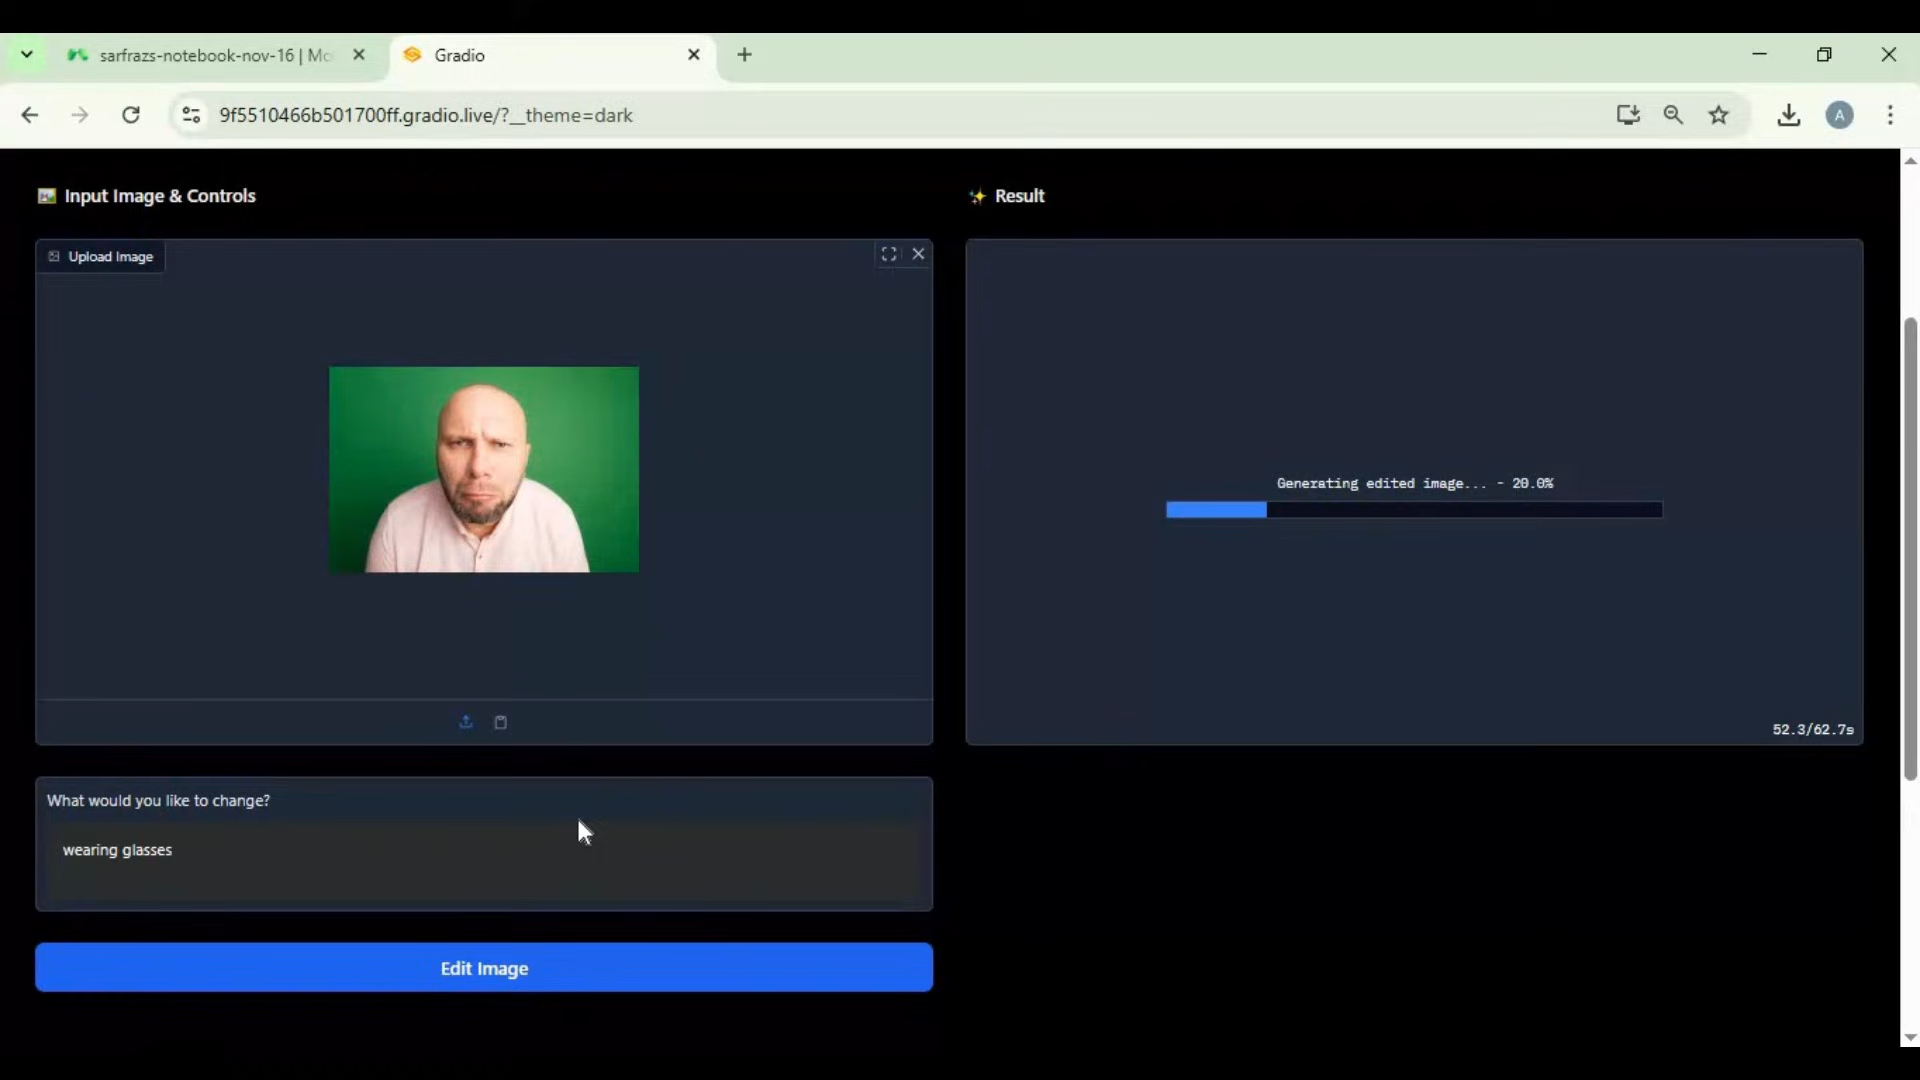 sarfrazs-notebook-nov-16 | Mo
Gradio
9f5510466b501700ff.gradio.live/?__theme=dark
A
Input Image & Controls
Result
Upload Image
Generating edited image... - 20.0%
52.3/62.7s
What would you like to change?
wearing glasses
Edit Image